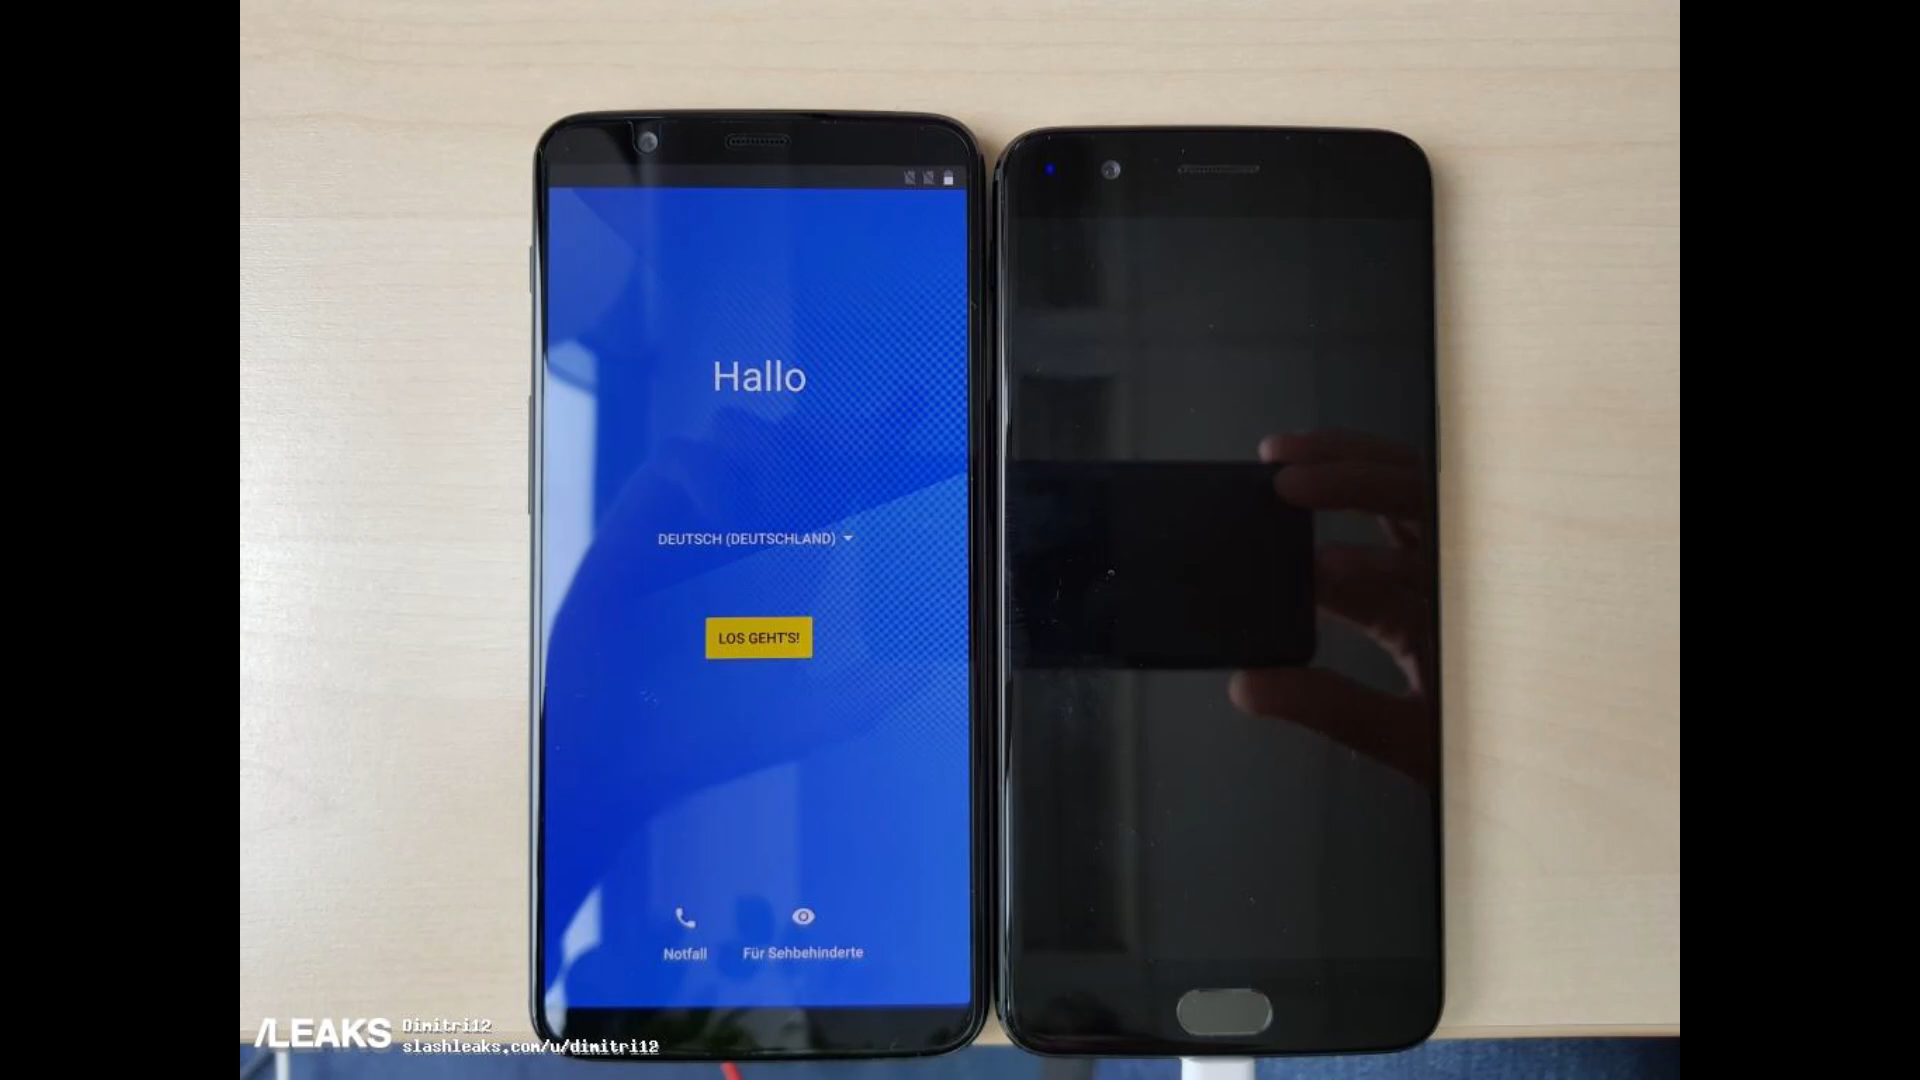 Hallo
DEUTSCH (DEUTSCHLAND)
LOS GEHT'S!
Notfall
Für Sehbehinderte
/LEAKS
Dimitri12
slashleaks.com/u/dimitri12